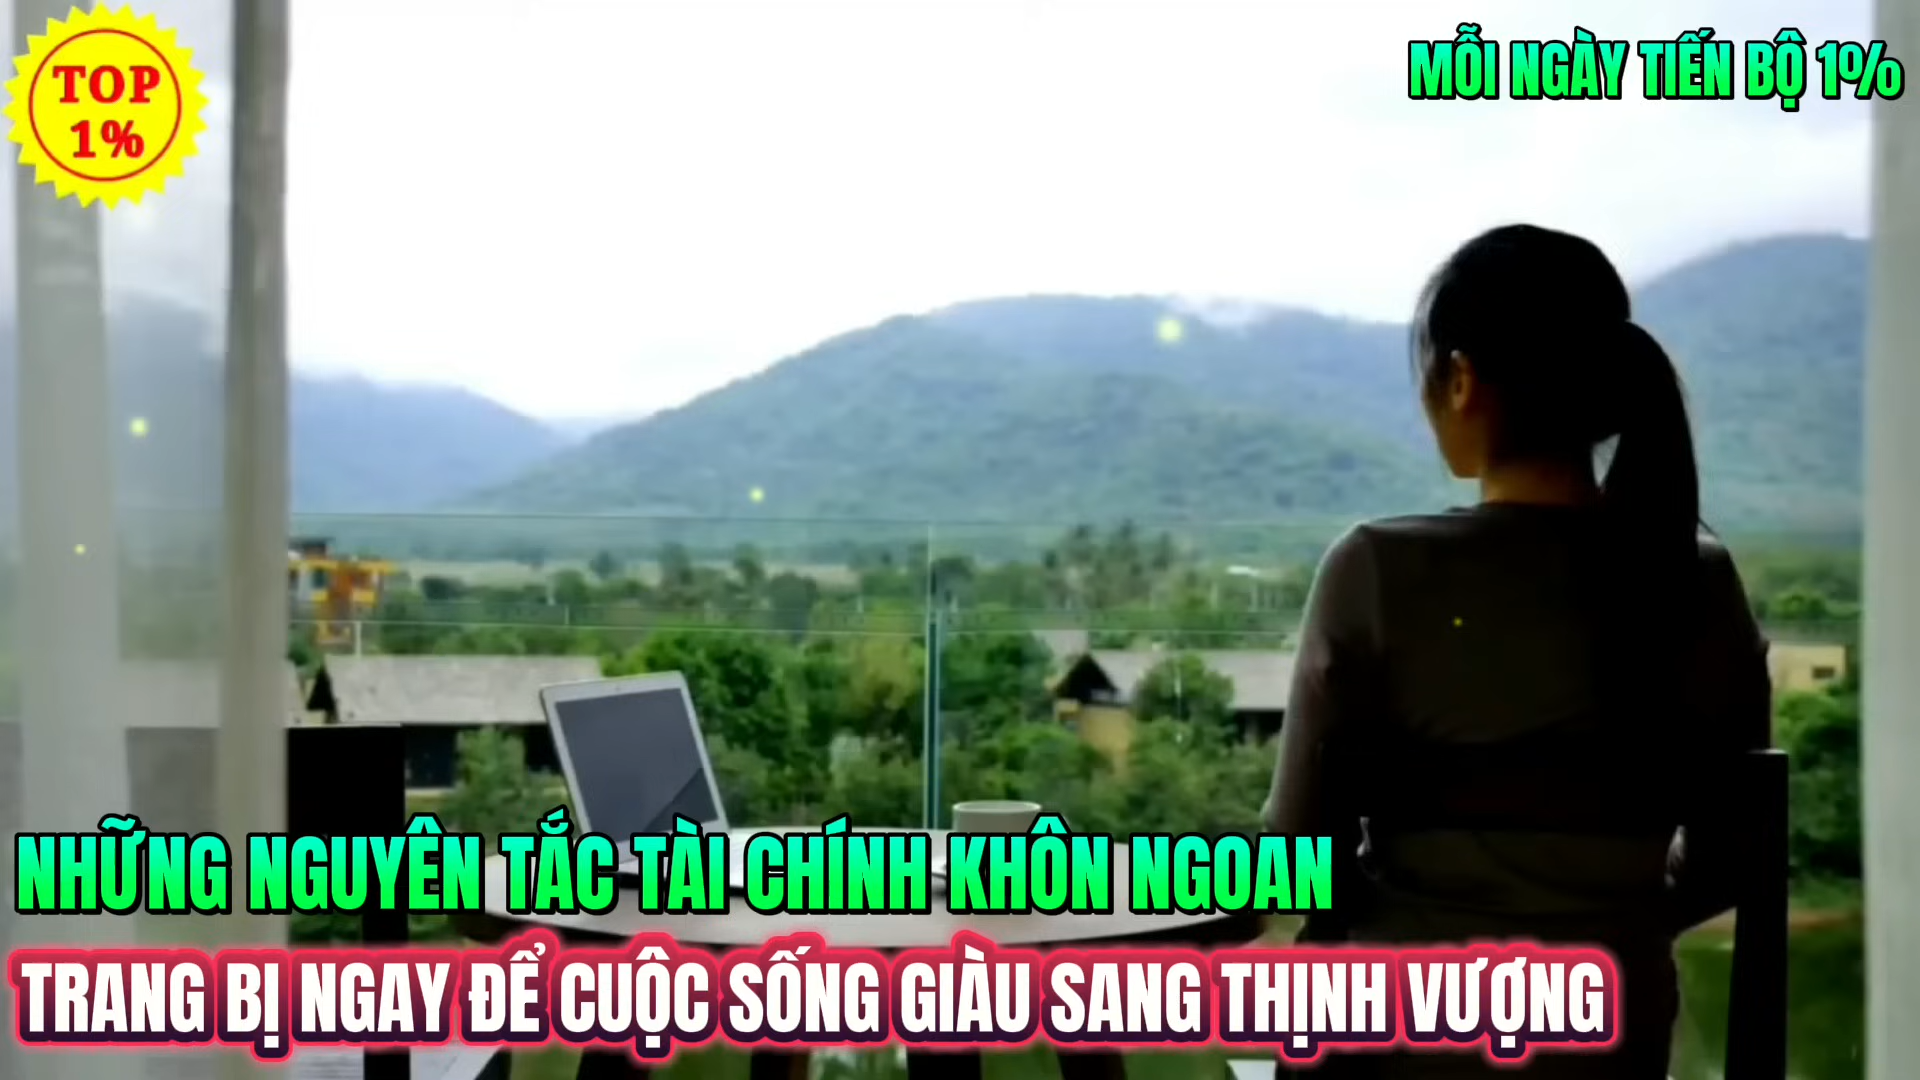 TOP
1%
MỖI NGÀY TIẾN BỘ 1%
NHỮNG NGUYÊN TẮC TÀI CHÍNH KHÔN NGOAN
TRANG BỊ NGAY ĐỂ CUỘC SỐNG GIÀU SANG THỊNH VƯỢNG